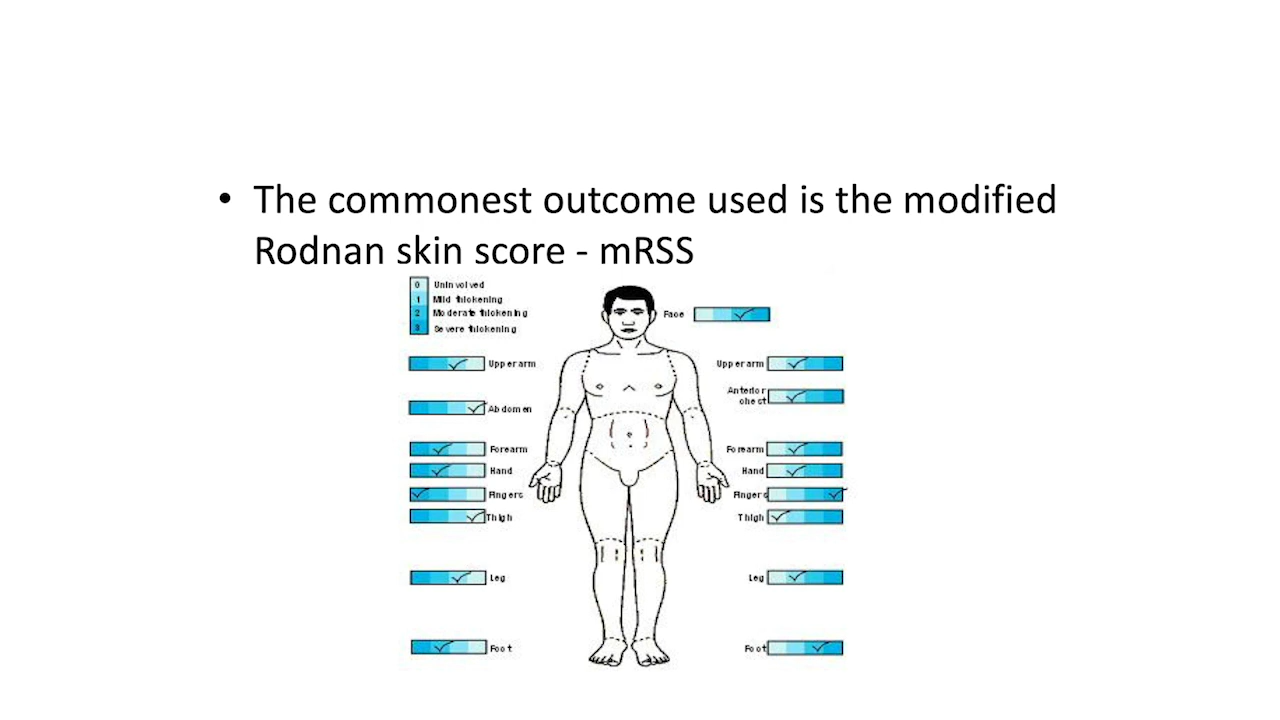 • The commonest outcome used is the modified
Rodnan skin score - mRSS
0 Uninvolved
1 Mild thickening
2 Moderate thickening
3 Severe thickening
Face
Upper arm
Upper arm
Anterior
chest
Abdomen
Forearm
Forearm
Hand
Hand
Fingers
Fingers
Thigh
Thigh
Leg
Leg
Foot
Foot